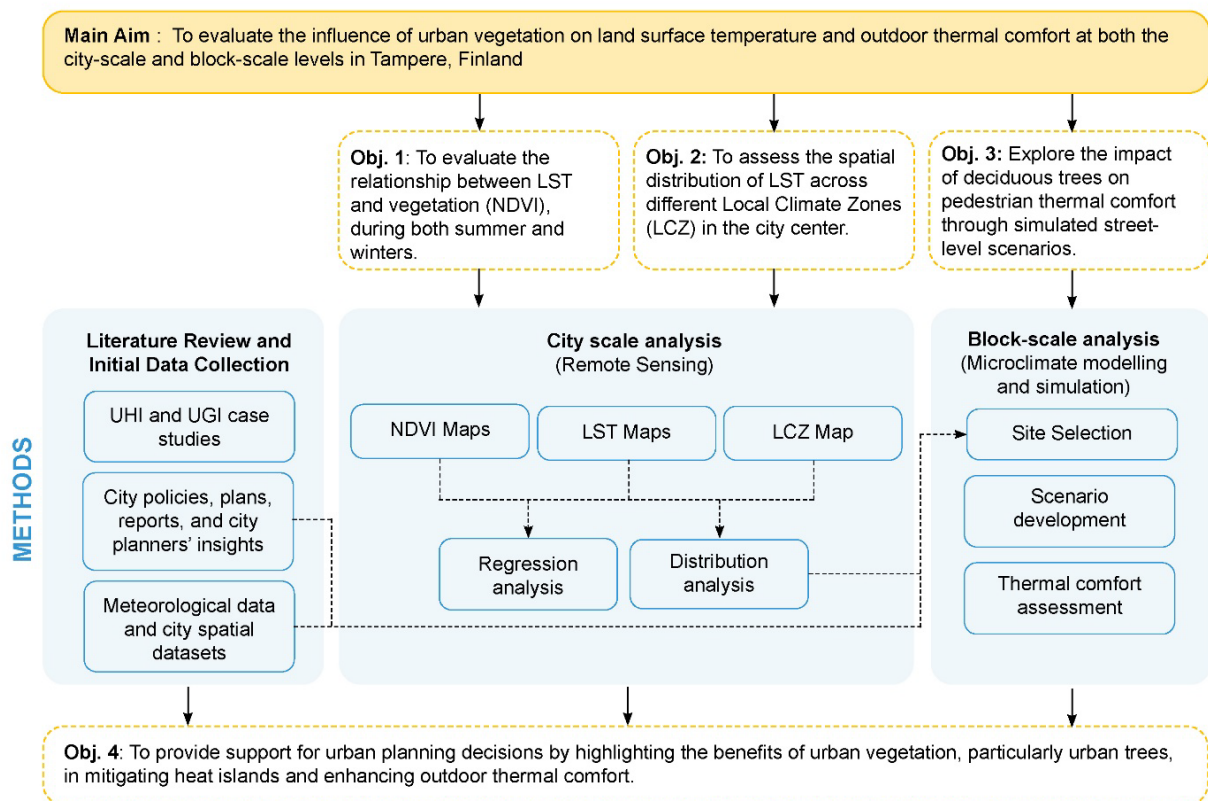 Main Aim : To evaluate the influence of urban vegetation on land surface temperature and outdoor thermal comfort at both the
city-scale and block-scale levels in Tampere, Finland
Obj. 1: To evaluate the
relationship between LST
and vegetation (NDVI),
during both summer and
winters.
Obj. 2: To assess the spatial
distribution of LST across
different Local Climate Zones
(LCZ) in the city center.
Obj. 3: Explore the impact
of deciduous trees on
pedestrian thermal comfort
through simulated street-
level scenarios.
METHODS
Literature Review and
Initial Data Collection
UHI and UGI case
studies
City policies, plans,
reports, and city
planners’ insights
Meteorological data
and city spatial
datasets
City scale analysis
(Remote Sensing)
NDVI Maps
LST Maps
LCZ Map
Regression
analysis
Distribution
analysis
Block-scale analysis
(Microclimate modelling
and simulation)
Site Selection
Scenario
development
Thermal comfort
assessment
Obj. 4: To provide support for urban planning decisions by highlighting the benefits of urban vegetation, particularly urban trees,
in mitigating heat islands and enhancing outdoor thermal comfort.